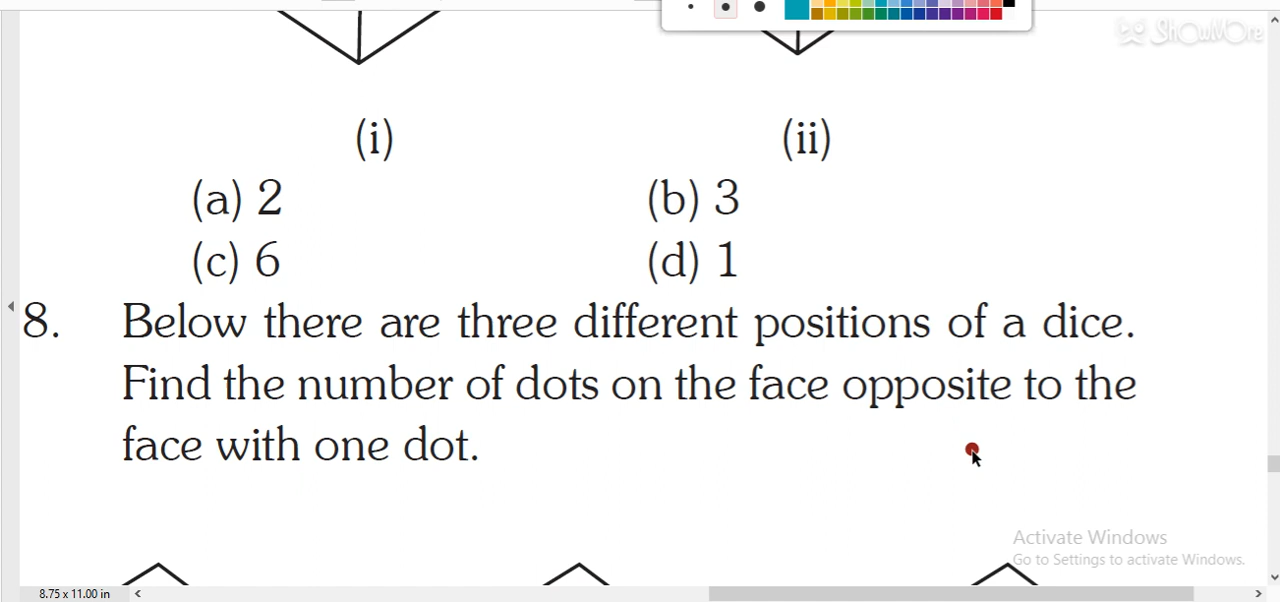 ShowMore
(i) (ii)
(a) 2 (b) 3
(c) 6 (d) 1
8. Below there are three different positions of a dice.
Find the number of dots on the face opposite to the
face with one dot.
Activate Windows
Go to Settings to activate Windows.
8.75 x 11.00 in